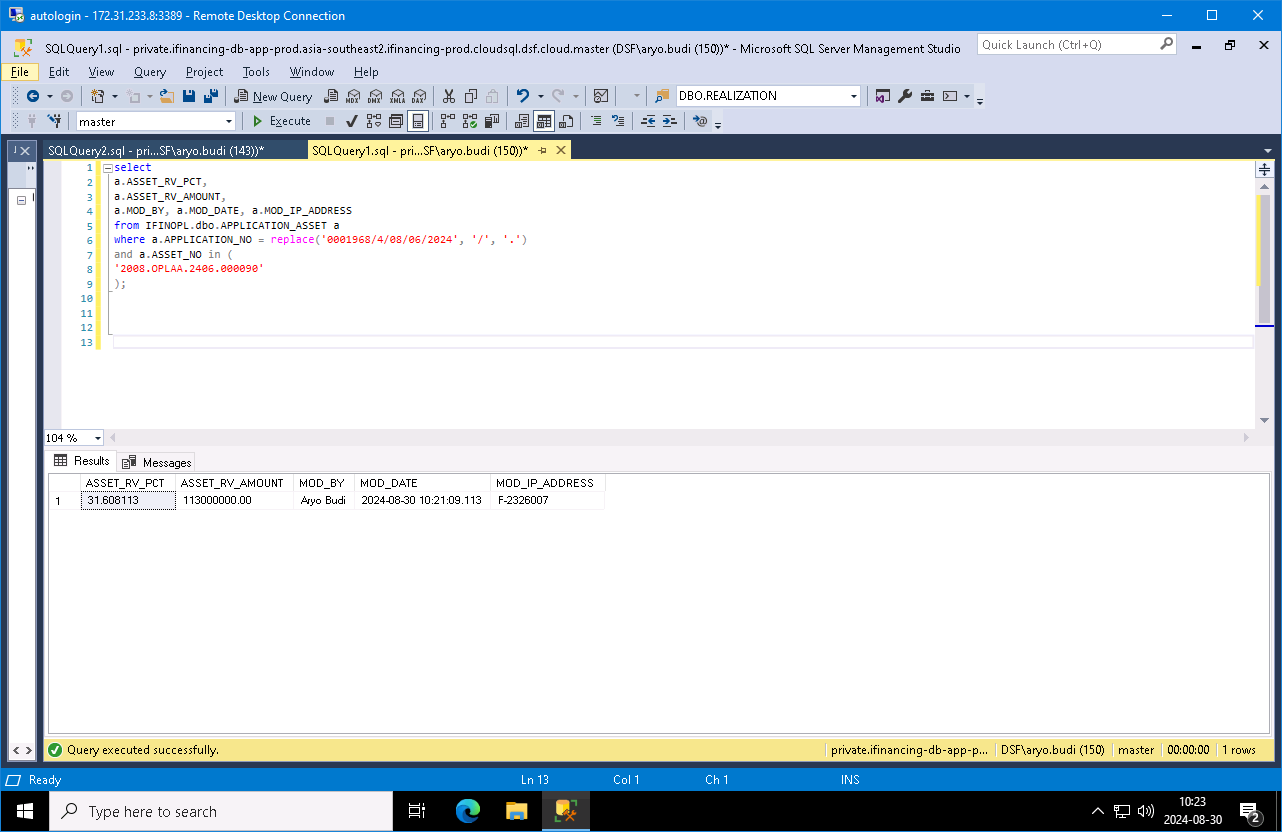 autologin - 172.31.233.8:3389 - Remote Desktop Connection
SQLQuery1.sql - private.ifinancing-db-app-prod.asia-southeast2.ifinancing-prod.cloudsql.dsf.cloud.master (DSF\aryo.budi (150))* - Microsoft SQL Server Management Studio
Quick Launch (Ctrl+Q)
File Edit View Query Project Tools Window Help
New Query MDX DMX XMLA DAX DBO.REALIZATION
master Execute
SQLQuery2.sql - pri...SF\aryo.budi (143))* SQLQuery1.sql - pri...SF\aryo.budi (150))*
1 select
2 a.ASSET_RV_PCT,
3 a.ASSET_RV_AMOUNT,
4 a.MOD_BY, a.MOD_DATE, a.MOD_IP_ADDRESS
5 from IFINOPL.dbo.APPLICATION_ASSET a
6 where a.APPLICATION_NO = replace('0001968/4/08/06/2024', '/', '.')
7 and a.ASSET_NO in (
8 '2008.OPLAA.2406.000090'
9 );
10
11
12
13
104 %
Results Messages
ASSET_RV_PCT ASSET_RV_AMOUNT MOD_BY MOD_DATE MOD_IP_ADDRESS
1 31.608113 113000000.00 Aryo Budi 2024-08-30 10:21:09.113 F-2326007
Query executed successfully. private.ifinancing-db-app-p... DSF\aryo.budi (150) master 00:00:00 1 rows
Ready Ln 13 Col 1 Ch 1 INS
Type here to search
10:23
2024-08-30
2